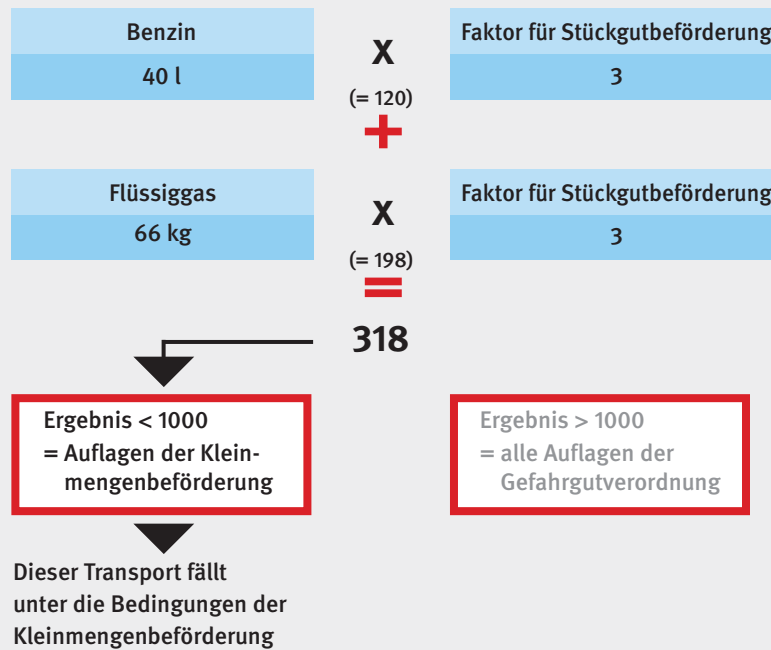 Benzin
X
Faktor für Stückgutbeförderung
40 l
3
(= 120)
+
Flüssiggas
X
Faktor für Stückgutbeförderung
66 kg
3
(= 198)
=
318
Ergebnis < 1000
= Auflagen der Klein-
mengenbeförderung
Ergebnis > 1000
= alle Auflagen der
Gefahrgutverordnung
Dieser Transport fällt
unter die Bedingungen der
Kleinmengenbeförderung